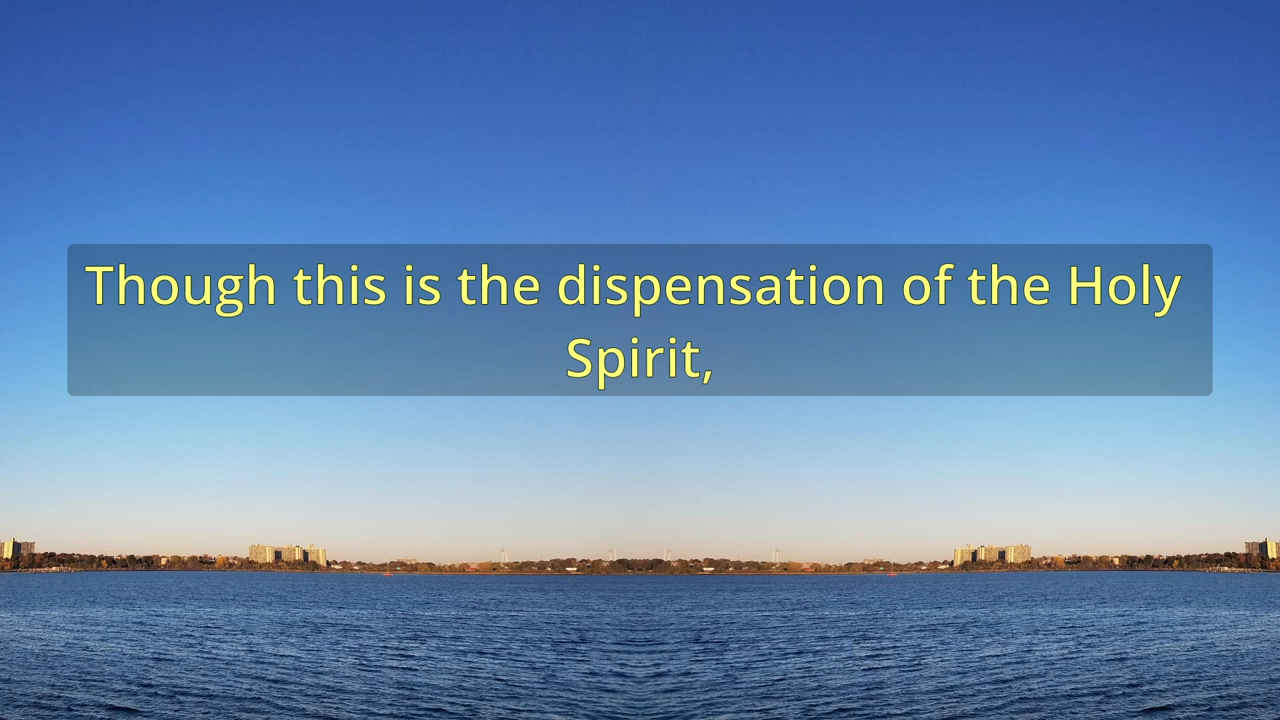 Though this is the dispensation of the Holy
Spirit,